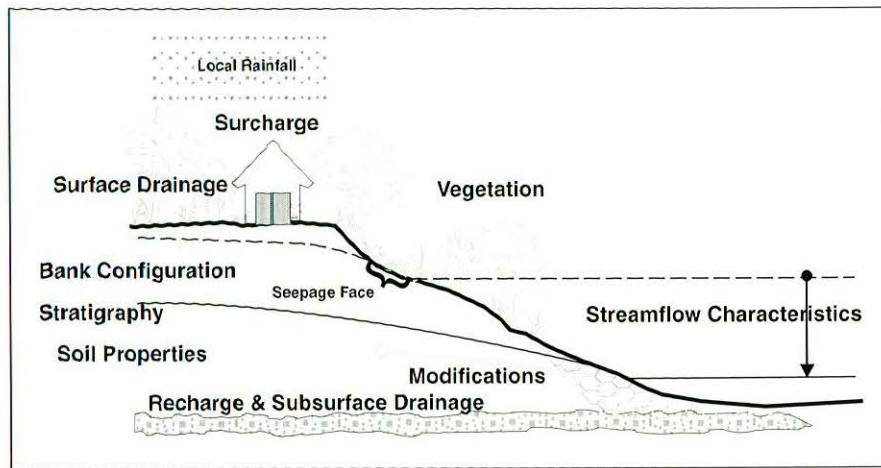 Local Rainfall
Surcharge
Surface Drainage
Vegetation
Bank Configuration
Seepage Face
Stratigraphy
Streamflow Characteristics
Soil Properties
Modifications
Recharge & Subsurface Drainage